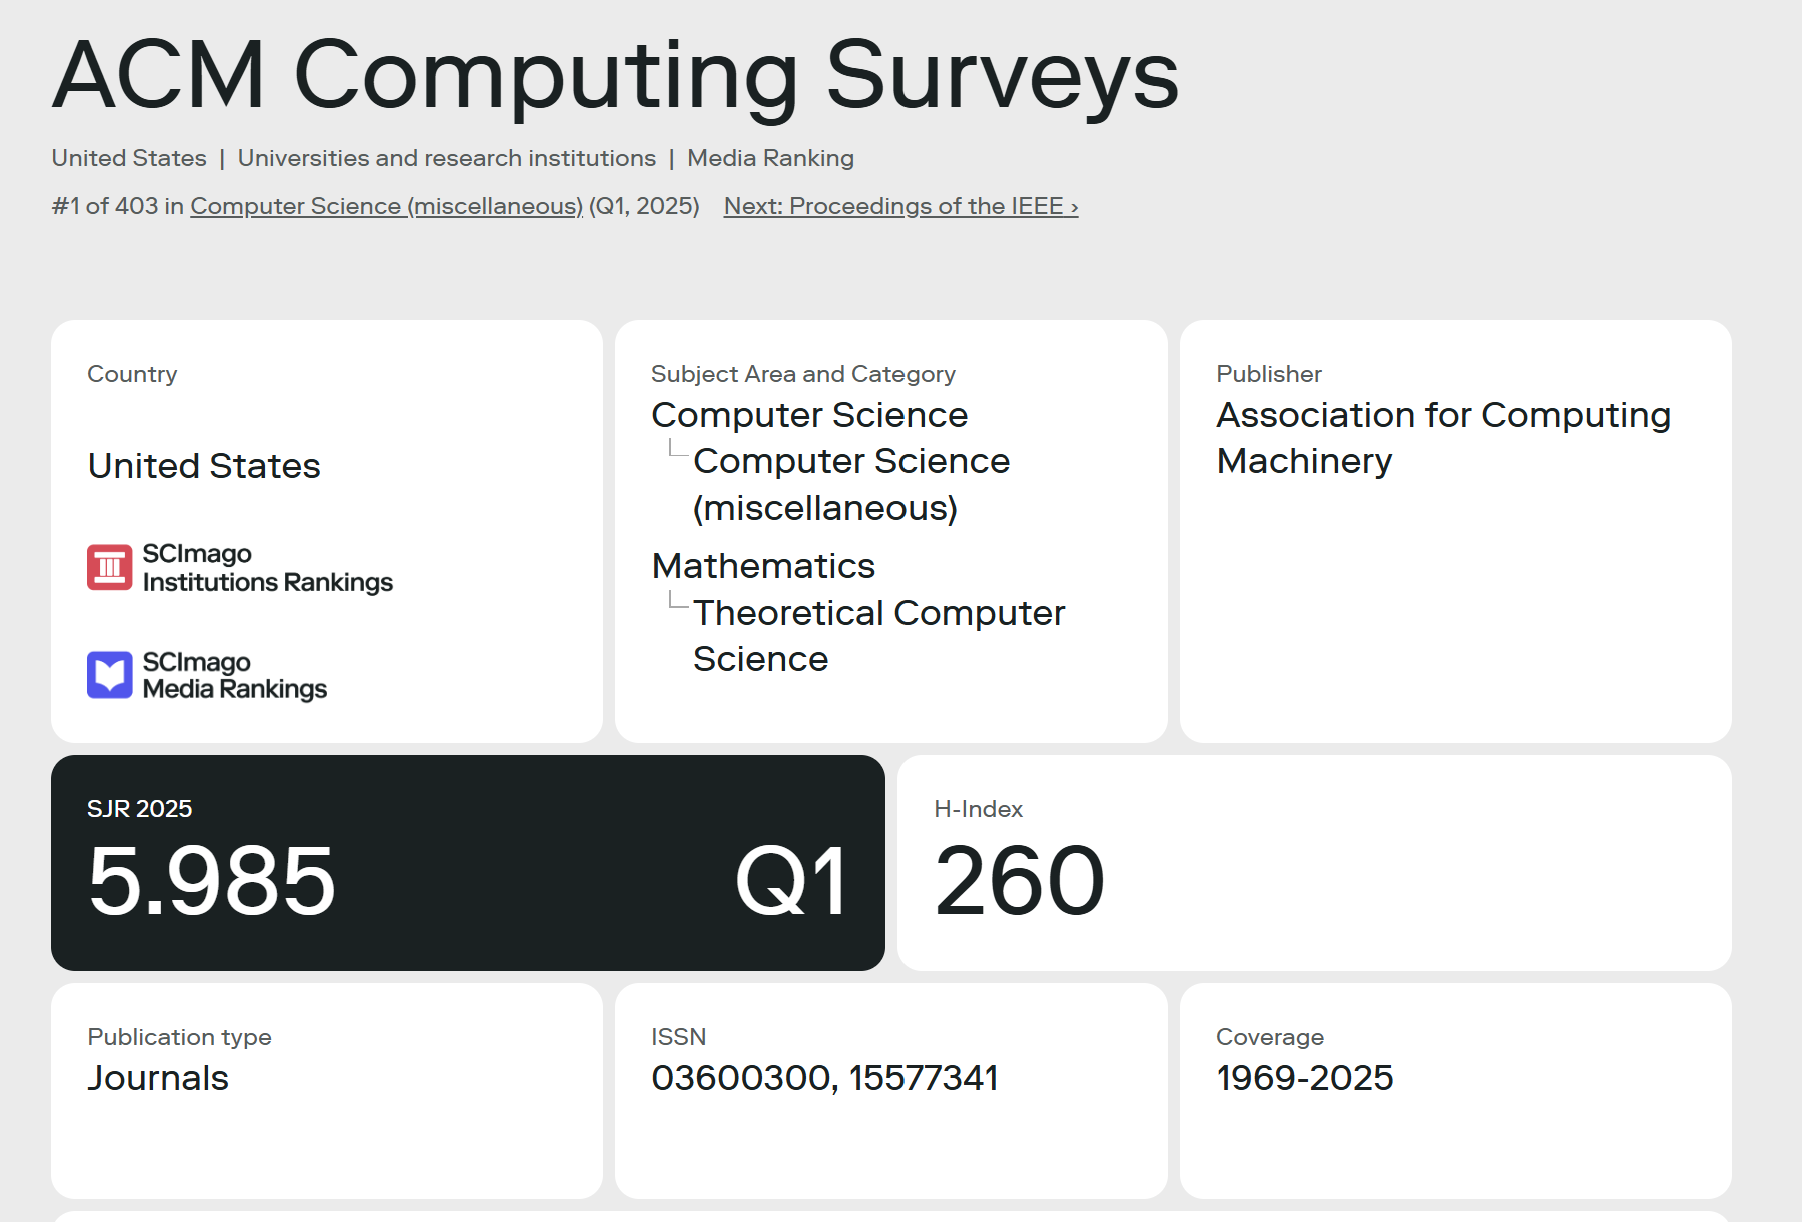 ACM Computing Surveys
United States | Universities and research institutions | Media Ranking
#1 of 403 in Computer Science (miscellaneous) (Q1, 2025) Next: Proceedings of the IEEE ›
Country
United States
SCImago
Institutions Rankings
SCImago
Media Rankings
Subject Area and Category
Computer Science
Computer Science
(miscellaneous)
Mathematics
Theoretical Computer
Science
Publisher
Association for Computing
Machinery
SJR 2025
5.985 Q1
H-Index
260
Publication type
Journals
ISSN
03600300, 15577341
Coverage
1969-2025